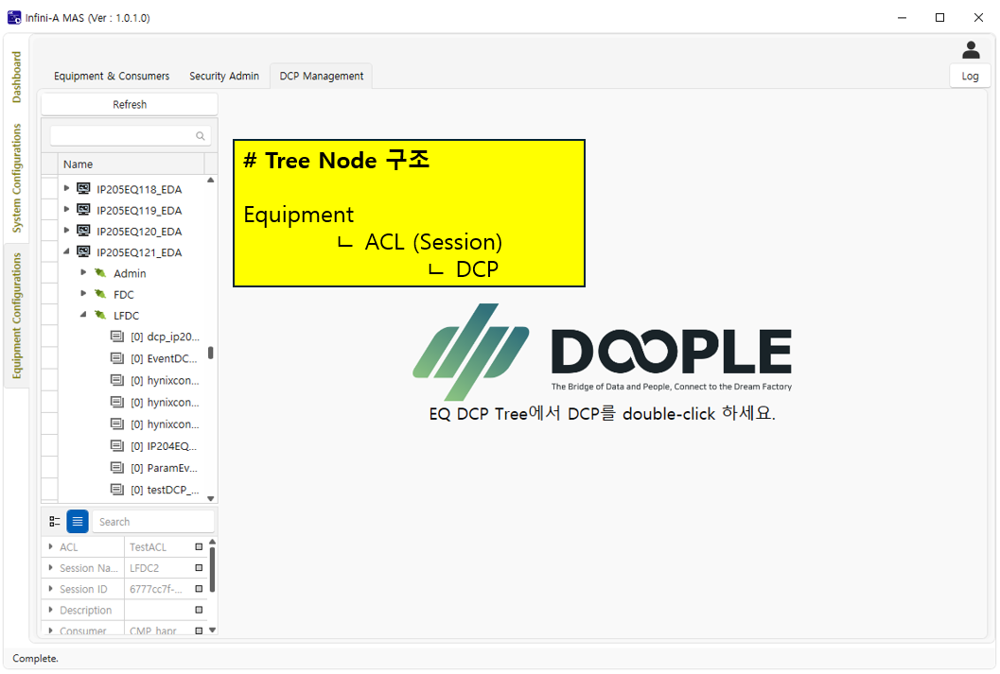 Infini-A MAS (Ver : 1.0.1.0)
Dashboard
System Configurations
Equipment Configurations
Equipment & Consumers
Security Admin
DCP Management
Log
Refresh
Name
IP205EQ118_EDA
IP205EQ119_EDA
IP205EQ120_EDA
IP205EQ121_EDA
Admin
FDC
LFDC
[0] dcp_ip20...
[0] EventDC...
[0] hynixcon...
[0] hynixcon...
[0] hynixcon...
[0] IP204EQ...
[0] ParamEv...
[0] testDCP_...
Search
ACL TestACL
Session Na... LFDC2
Session ID 6777cc7f-...
Description
Consumer CMP_hapr
# Tree Node 구조
Equipment
ㄴ ACL (Session)
ㄴ DCP
DOOPLE
The Bridge of Data and People, Connect to the Dream Factory
EQ DCP Tree에서 DCP를 double-click 하세요.
Complete.